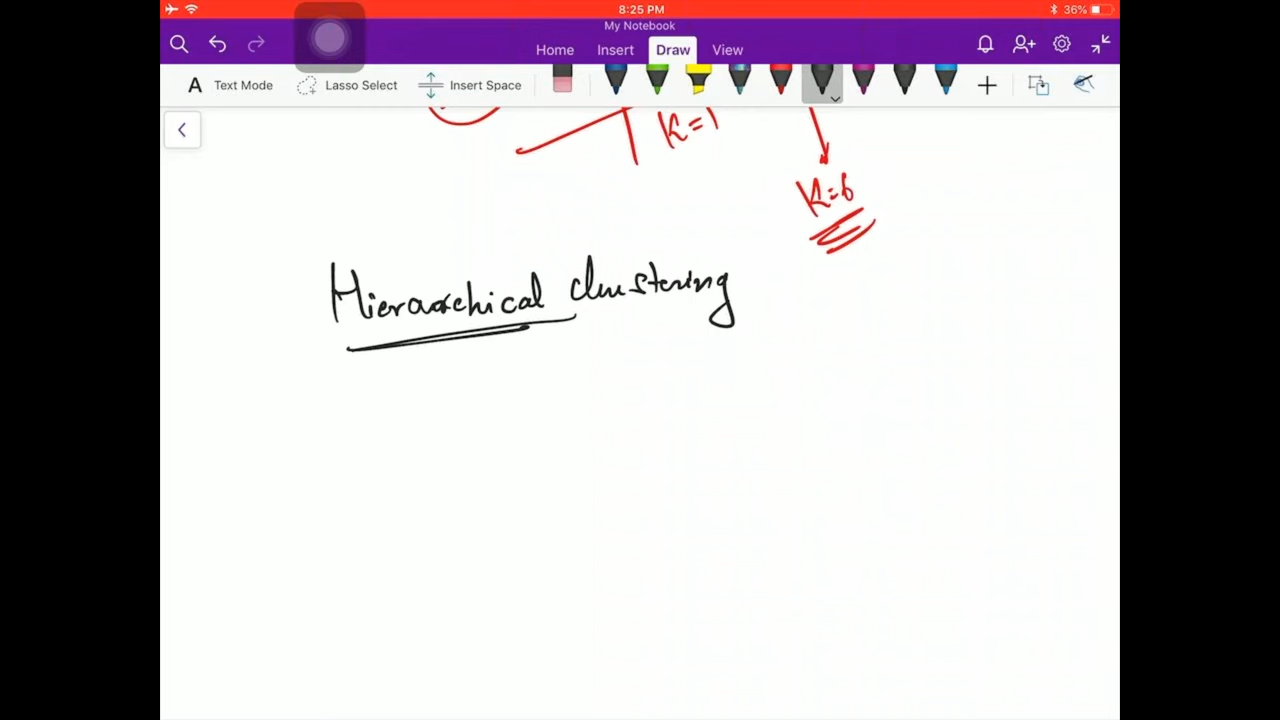 8:25 PM
36%
My Notebook
Home Insert Draw View
Text Mode Lasso Select Insert Space
K=1
K=6
Hierarchical clustering